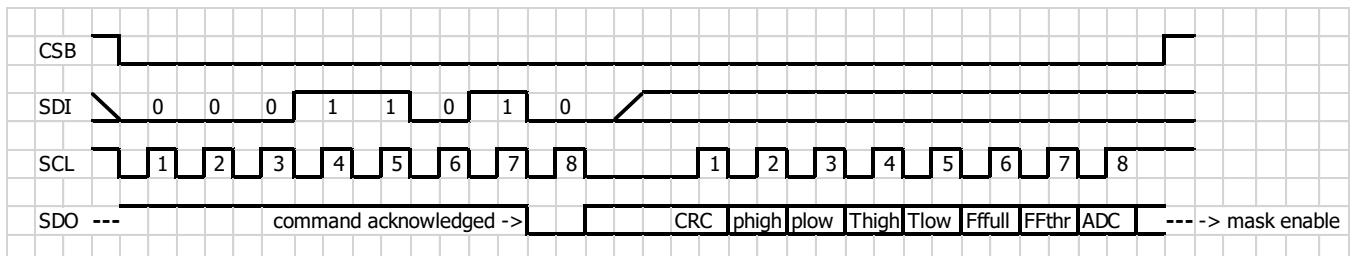 CSB
SDI 0 0 0 1 1 0 1 0
SCL 1 2 3 4 5 6 7 8 1 2 3 4 5 6 7 8
SDO --- command acknowledged -> CRC phigh plow Thigh Tlow Fffull FFthr ADC --- -> mask enable